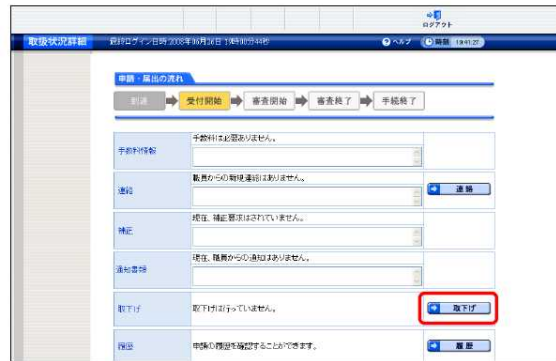 ログアウト
取扱状況詳細 最終ログイン日時:2008年06月26日 19時00分44秒 ヘルプ 時刻 19:41:27
申請・届出の流れ
到達 受付開始 審査開始 審査終了 手続終了
手数料は必要ありません。
手数料情報
職員からの新規連絡はありません。
連絡 連絡
現在、補正要求はされていません。
補正
現在、職員からの通知はありません。
通知書類
取下げ 取下げは行っていません。 取下げ
履歴 申請の履歴を確認することができます。 履歴